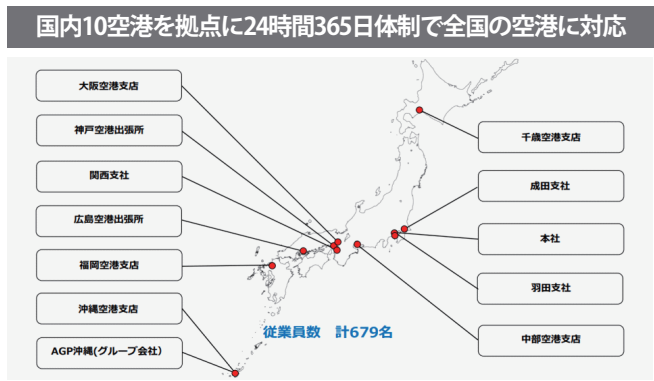 国内10空港を拠点に24時間365日体制で全国の空港に対応
大阪空港支店
神戸空港出張所
関西支社
広島空港出張所
福岡空港支店
沖縄空港支店
AGP沖縄(グループ会社)
千歳空港支店
成田支社
本社
羽田支社
中部空港支店
従業員数 計679名